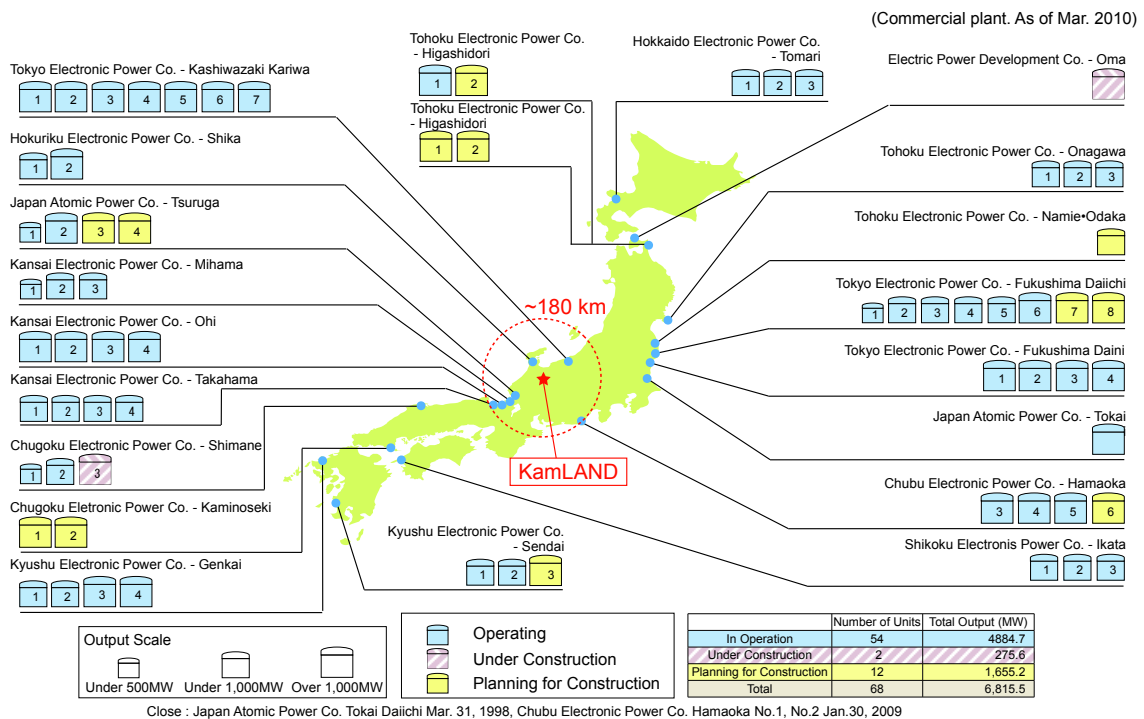 (Commercial plant. As of Mar. 2010)
Tokyo Electronic Power Co. - Kashiwazaki Kariwa
1 2 3 4 5 6 7
Hokuriku Electronic Power Co. - Shika
1 2
Japan Atomic Power Co. - Tsuruga
1 2 3 4
Kansai Electronic Power Co. - Mihama
1 2 3
Kansai Electronic Power Co. - Ohi
1 2 3 4
Kansai Electronic Power Co. - Takahama
1 2 3 4
Chugoku Electronic Power Co. - Shimane
1 2 3
Chugoku Eletronic Power Co. - Kaminoseki
1 2
Kyushu Electronic Power Co. - Genkai
1 2 3 4
Tohoku Electronic Power Co.
- Higashidori
1 2
Tohoku Electronic Power Co.
- Higashidori
1 2
Hokkaido Electronic Power Co.
- Tomari
1 2 3
Electric Power Development Co. - Oma
Tohoku Electronic Power Co. - Onagawa
1 2 3
Tohoku Electronic Power Co. - Namie•Odaka
Tokyo Electronic Power Co. - Fukushima Daiichi
1 2 3 4 5 6 7 8
Tokyo Electronic Power Co. - Fukushima Daini
1 2 3 4
Japan Atomic Power Co. - Tokai
Chubu Electronic Power Co. - Hamaoka
3 4 5 6
Shikoku Electronis Power Co. - Ikata
1 2 3
~180 km
KamLAND
Kyushu Electronic Power Co.
- Sendai
1 2 3
Output Scale
Under 500MW Under 1,000MW Over 1,000MW
Operating
Under Construction
Planning for Construction
Number of Units Total Output (MW)
In Operation 54 4884.7
Under Construction 2 275.6
Planning for Construction 12 1,655.2
Total 68 6,815.5
Close : Japan Atomic Power Co. Tokai Daiichi Mar. 31, 1998, Chubu Electronic Power Co. Hamaoka No.1, No.2 Jan.30, 2009